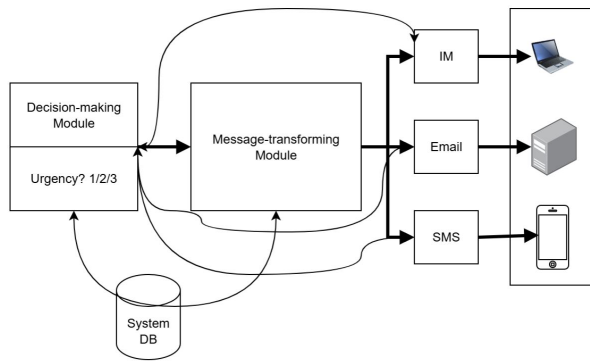 Decision-making
Module
Urgency? 1/2/3
Message-transforming
Module
IM
Email
SMS
System
DB